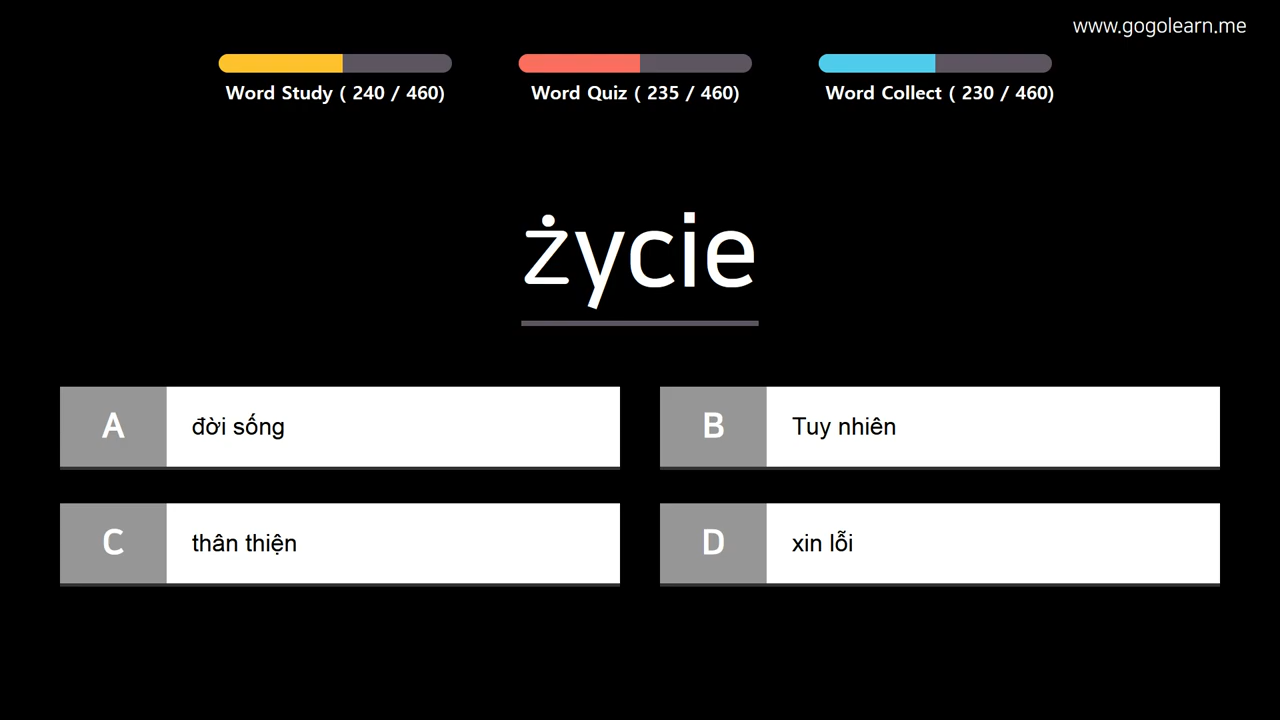 www.gogolearn.me
Word Study ( 240 / 460)
Word Quiz ( 235 / 460)
Word Collect ( 230 / 460)
życie
A đời sống
B Tuy nhiên
C thân thiện
D xin lỗi